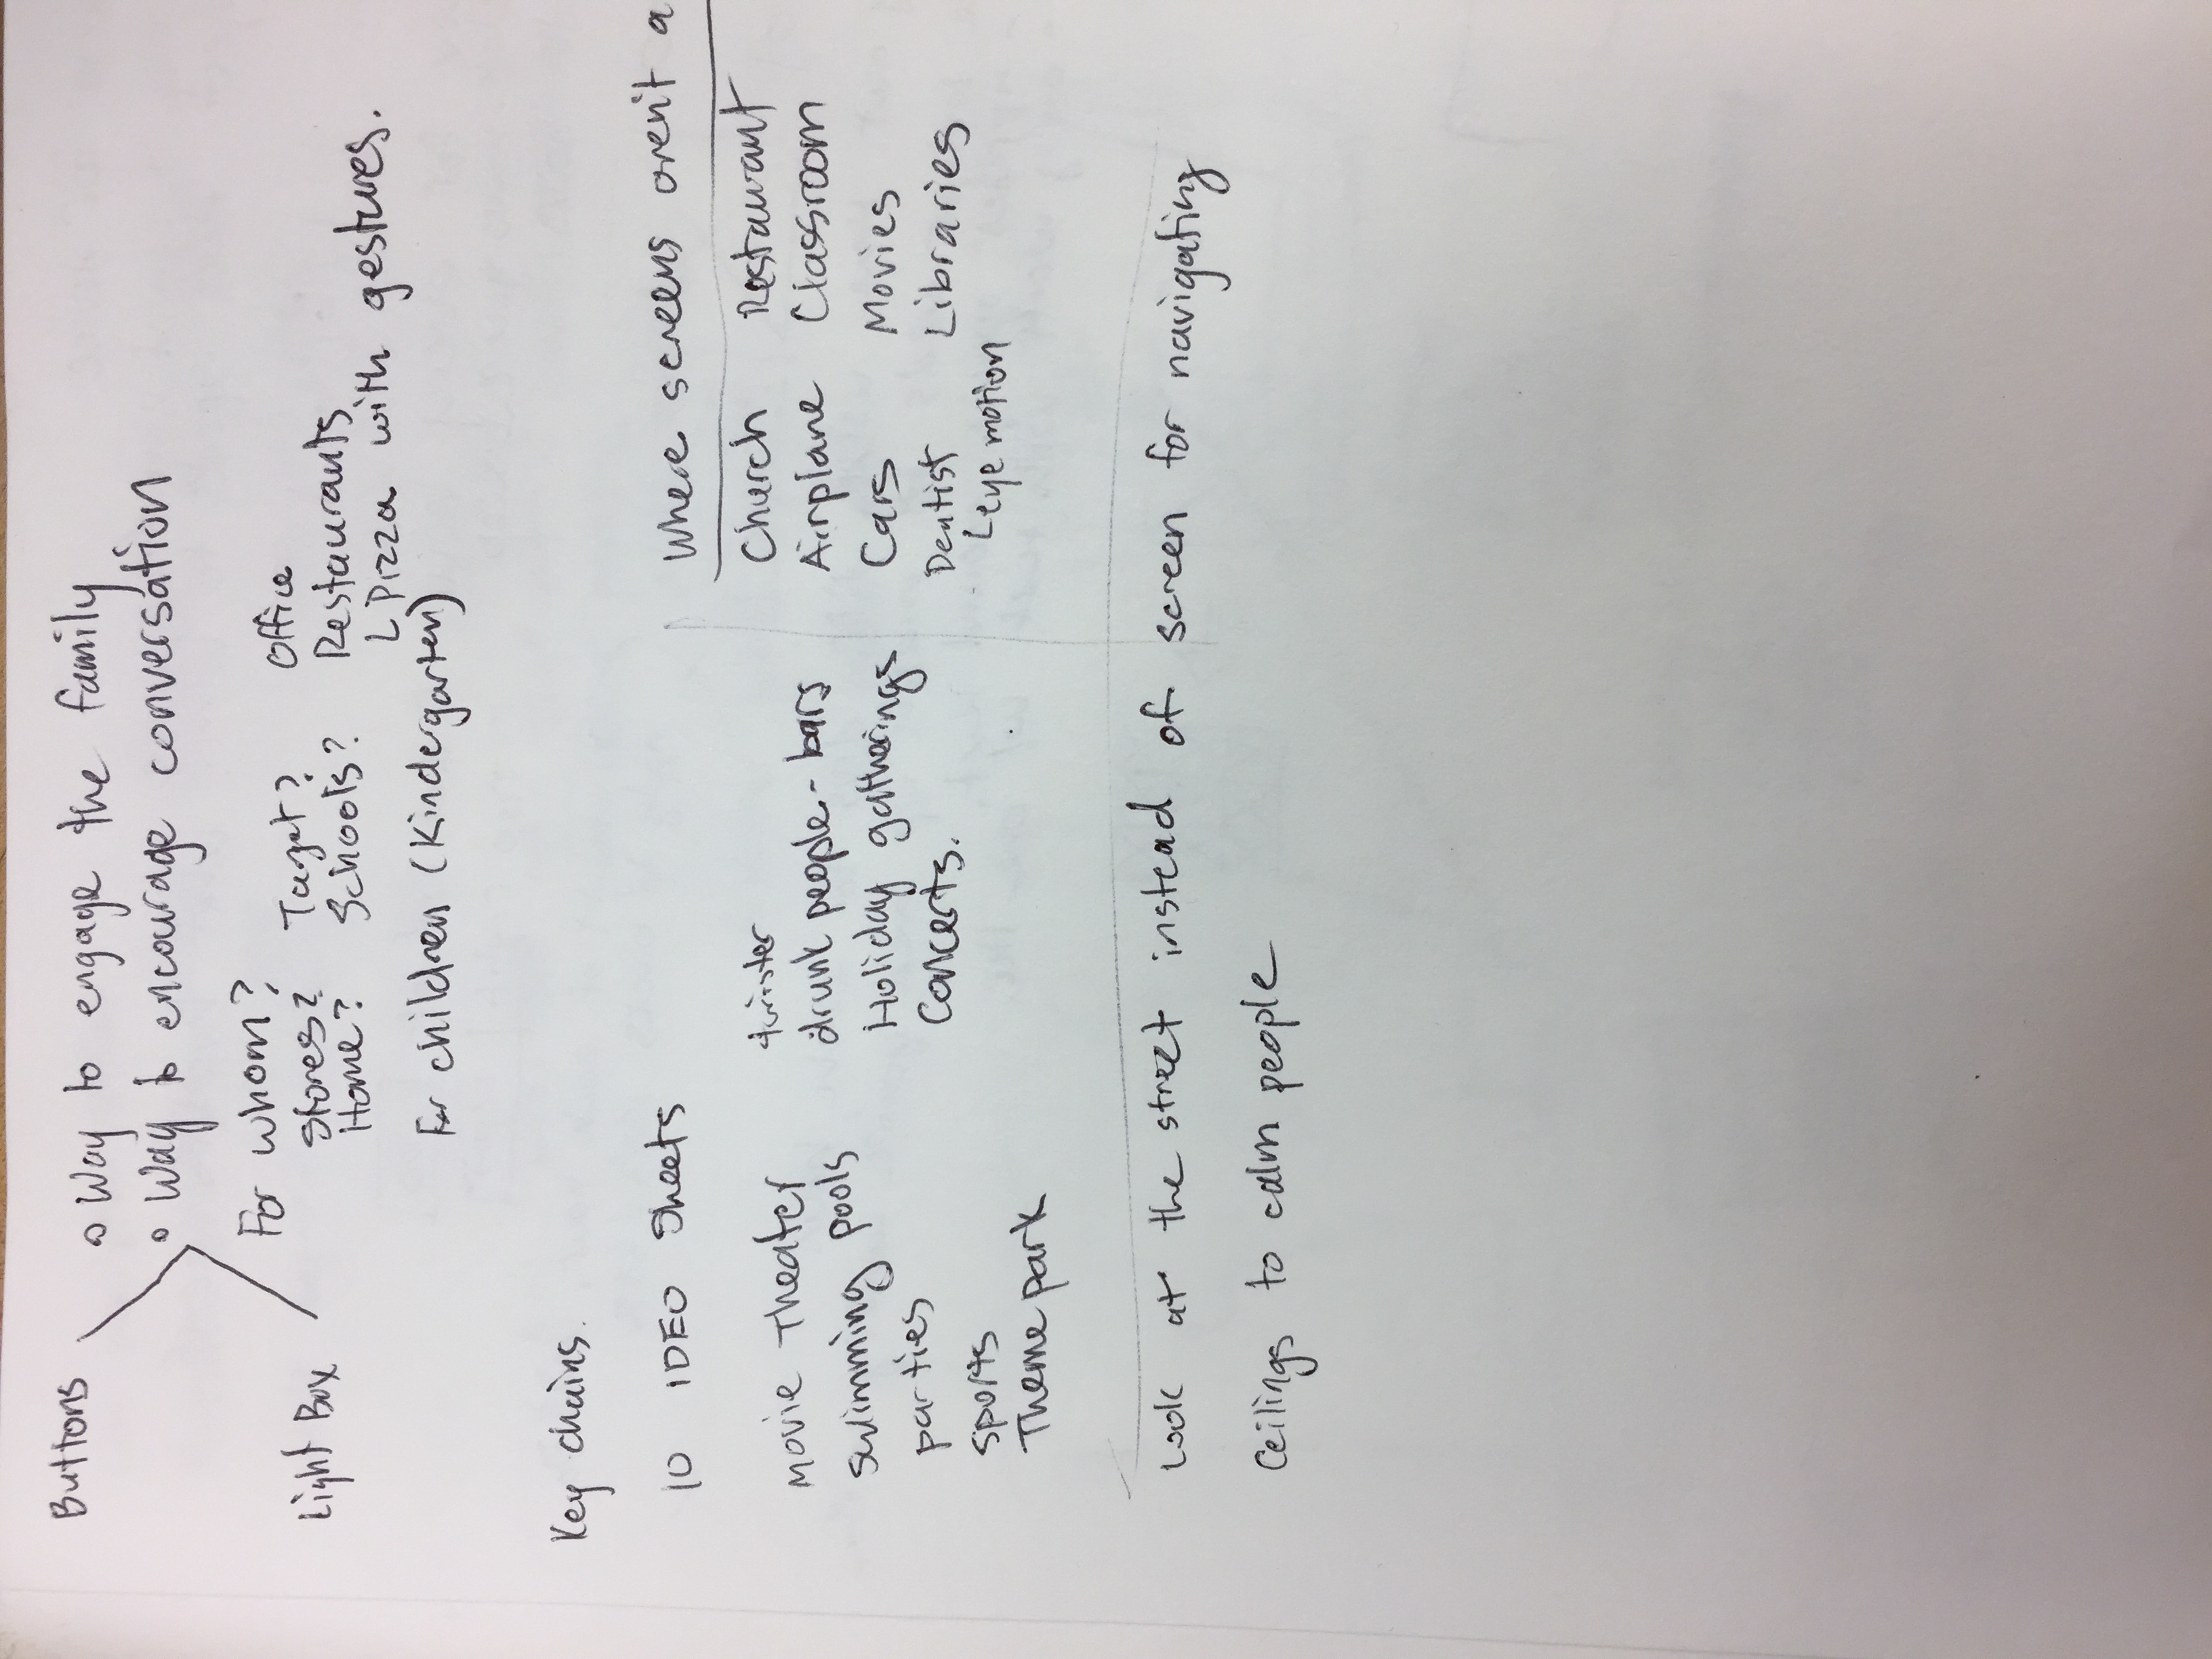 Buttons
o Way to engage the family
o Way to encourage conversation
For whom?
Light Box
Stores? Target? Office
Home? Schools? Restaurants
L Pizza with gestures.
For children (Kindergarten)
Key chains.
10 IDEO Sheets
Movie Theater
swimming pools
parties
sports
Theme park
twister
drunk people - bars
Holiday gatherings
Concerts.
Where screens aren't a
Church Restaurant
Airplane Classroom
Cars Movies
Dentist Libraries
L eye motion
Look at the street instead of screen for navigating
Ceilings to calm people